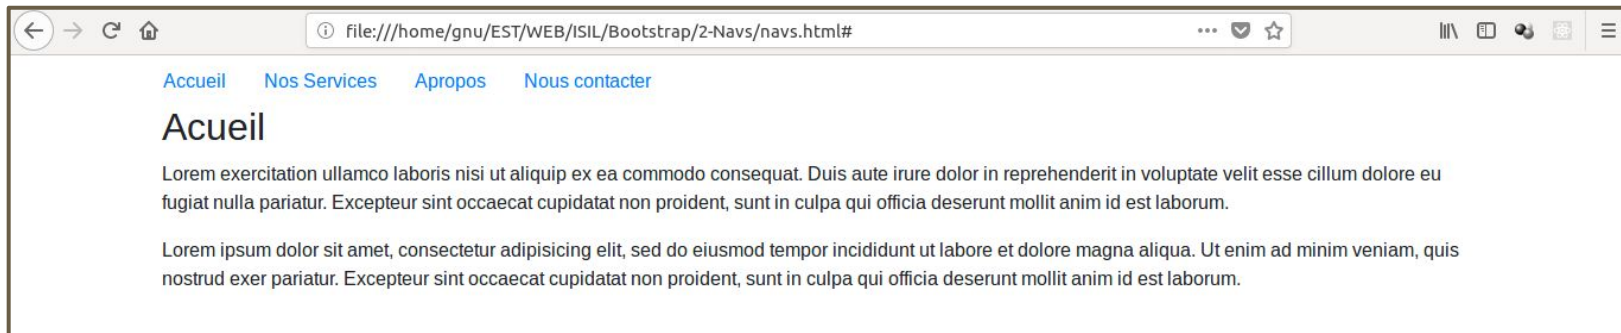 file:///home/gnu/EST/WEB/ISIL/Bootstrap/2-Navs/navs.html#
Accueil Nos Services Apropos Nous contacter
Acueil
Lorem exercitation ullamco laboris nisi ut aliquip ex ea commodo consequat. Duis aute irure dolor in reprehenderit in voluptate velit esse cillum dolore eu
fugiat nulla pariatur. Excepteur sint occaecat cupidatat non proident, sunt in culpa qui officia deserunt mollit anim id est laborum.
Lorem ipsum dolor sit amet, consectetur adipisicing elit, sed do eiusmod tempor incididunt ut labore et dolore magna aliqua. Ut enim ad minim veniam, quis
nostrud exer pariatur. Excepteur sint occaecat cupidatat non proident, sunt in culpa qui officia deserunt mollit anim id est laborum.